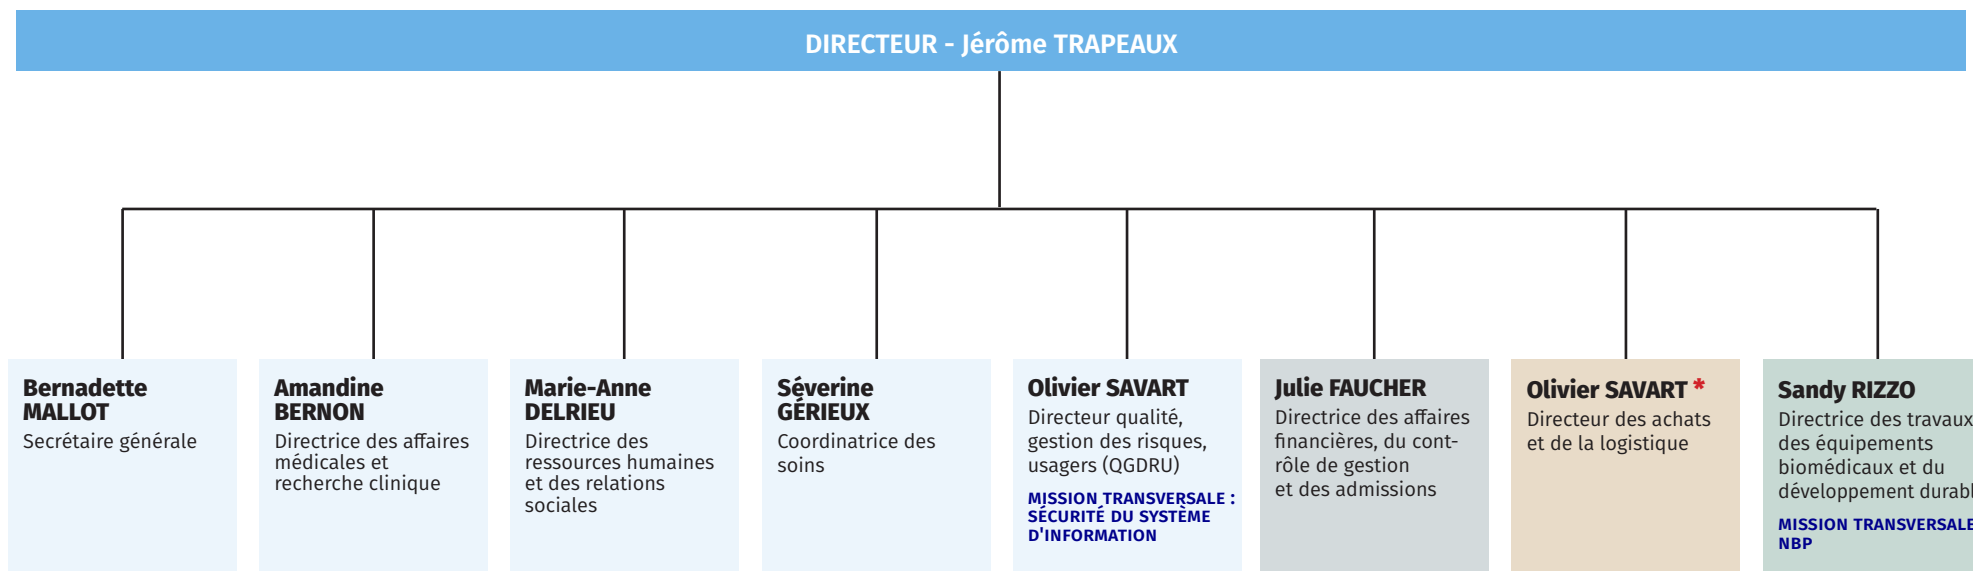 DIRECTEUR - Jérôme TRAPEAUX
Bernadette
MALLOT
Secrétaire générale
Amandine
BERNON
Directrice des affaires
médicales et
recherche clinique
Marie-Anne
DELRIEU
Directrice des
ressources humaines
et des relations
sociales
Séverine
GÉRIEUX
Coordinatrice des
soins
Olivier SAVART
Directeur qualité,
gestion des risques,
usagers (QGDRU)
MISSION TRANSVERSALE :
SÉCURITÉ DU SYSTÈME
D'INFORMATION
Julie FAUCHER
Directrice des affaires
financières, du cont-
rôle de gestion
et des admissions
Olivier SAVART *
Directeur des achats
et de la logistique
Sandy RIZZO
Directrice des travaux
des équipements
biomédicaux et du
développement durabl
MISSION TRANSVERSALE
NBP